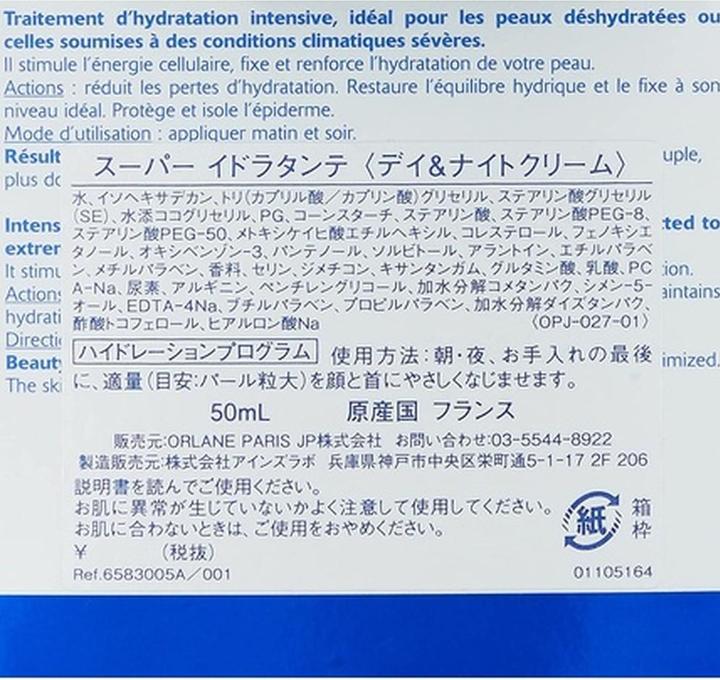 Traitement d'hydratation intensive, idéal pour les peaux déshydratées ou
celles soumises à des conditions climatiques sévères.
Il stimule l'énergie cellulaire, fixe et renforce l'hydratation de votre peau.
Actions : réduit les pertes d'hydratation. Restaure l'équilibre hydrique et le fixe à son
niveau idéal. Protège et isole l'épiderme.
Mode d'utilisation : appliquer matin et soir.
スーパー イドラタンテ〈デイ&ナイトクリーム〉
水、イソヘキサデカン、トリ(カプリル酸/カプリン酸)グリセリル、ステアリン酸グリセリル
(SE)、水添ココグリセリル、PG、コーンスターチ、ステアリン酸、ステアリン酸PEG-8、
ステアリン酸PEG-50、メトキシケイヒ酸エチルヘキシル、コレステロール、フェノキシエ
タノール、オキシベンゾン-3、パンテノール、ソルビトール、アラントイン、エチルパラベ
ン、メチルパラベン、香料、セリン、ジメチコン、キサンタンガム、グルタミン酸、乳酸、PC
A-Na、尿素、アルギニン、ペンチレングリコール、加水分解コメタンパク、シメン-5-
オール、EDTA-4Na、ブチルパラベン、プロピルパラベン、加水分解ダイズタンパク、
酢酸トコフェロール、ヒアルロン酸Na 〈OPJ-027-01〉
ハイドレーションプログラム 使用方法:朝・夜、お手入れの最後
に、適量(目安:パール粒大)を顔と首にやさしくなじませます。
50mL 原産国 フランス
販売元:ORLANE PARIS JP株式会社 お問い合わせ:03-5544-8922
製造販売元:株式会社アインズラボ 兵庫県神戸市中央区栄町通5-1-17 2F 206
説明書を読んでご使用ください。
お肌に異常が生じていないかよく注意して使用してください。
お肌に合わないときは、ご使用をおやめください。
¥ (税抜)
Ref.6583005A/001
紙 箱
枠
01105164